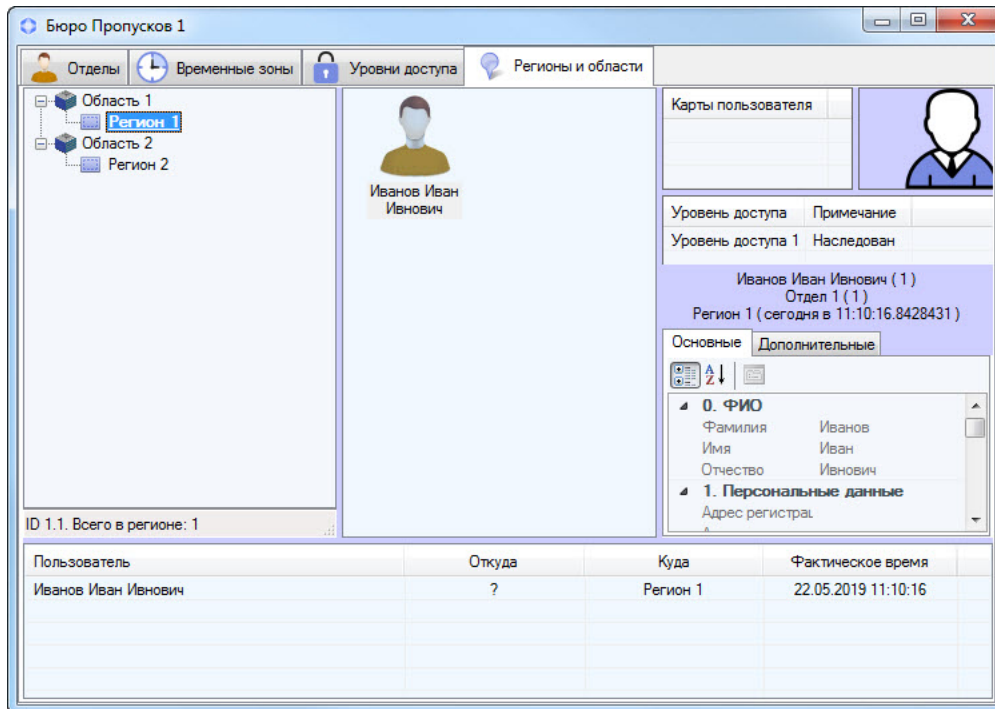 Бюро Пропусков 1
Отделы Временные зоны Уровни доступа Регионы и области
Область 1
Регион 1
Область 2
Регион 2
ID 1.1. Всего в регионе: 1
Иванов Иван
Ивнович
Карты пользователя
Уровень доступа Примечание
Уровень доступа 1 Наследован
Иванов Иван Ивнович ( 1 )
Отдел 1 ( 1 )
Регион 1 ( сегодня в 11:10:16.8428431 )
Основные Дополнительные
0. ФИО
Фамилия Иванов
Имя Иван
Отчество Ивнович
1. Персональные данные
Адрес регистрац
Пользователь Откуда Куда Фактическое время
Иванов Иван Ивнович ? Регион 1 22.05.2019 11:10:16